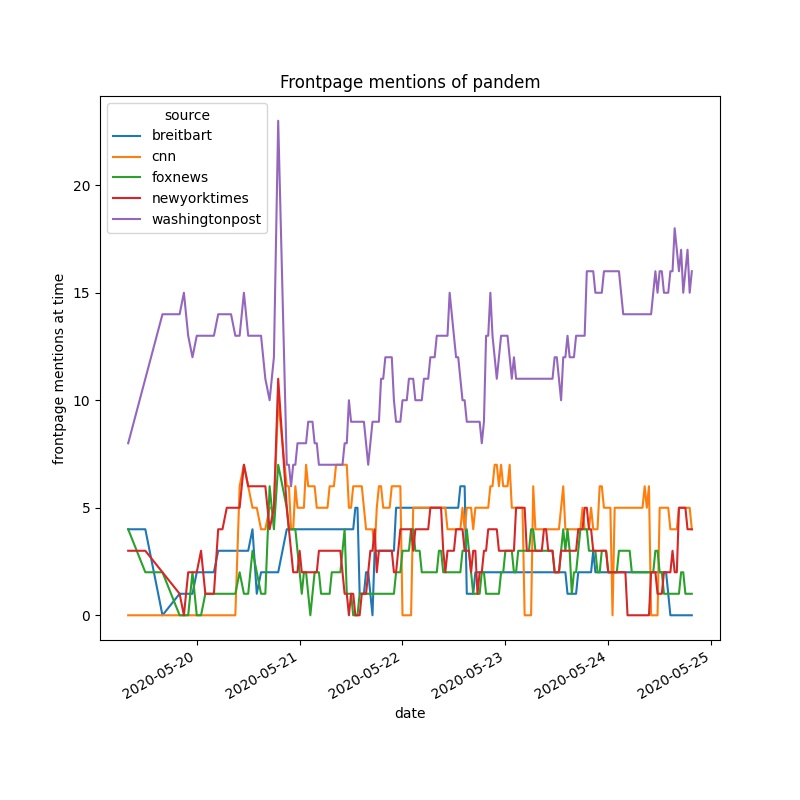 Frontpage mentions of pandem
source
breitbart
cnn
foxnews
newyorktimes
washingtonpost
frontpage mentions at time
20
15
10
5
0
2020-05-20
2020-05-21
2020-05-22
2020-05-23
2020-05-24
2020-05-25
date